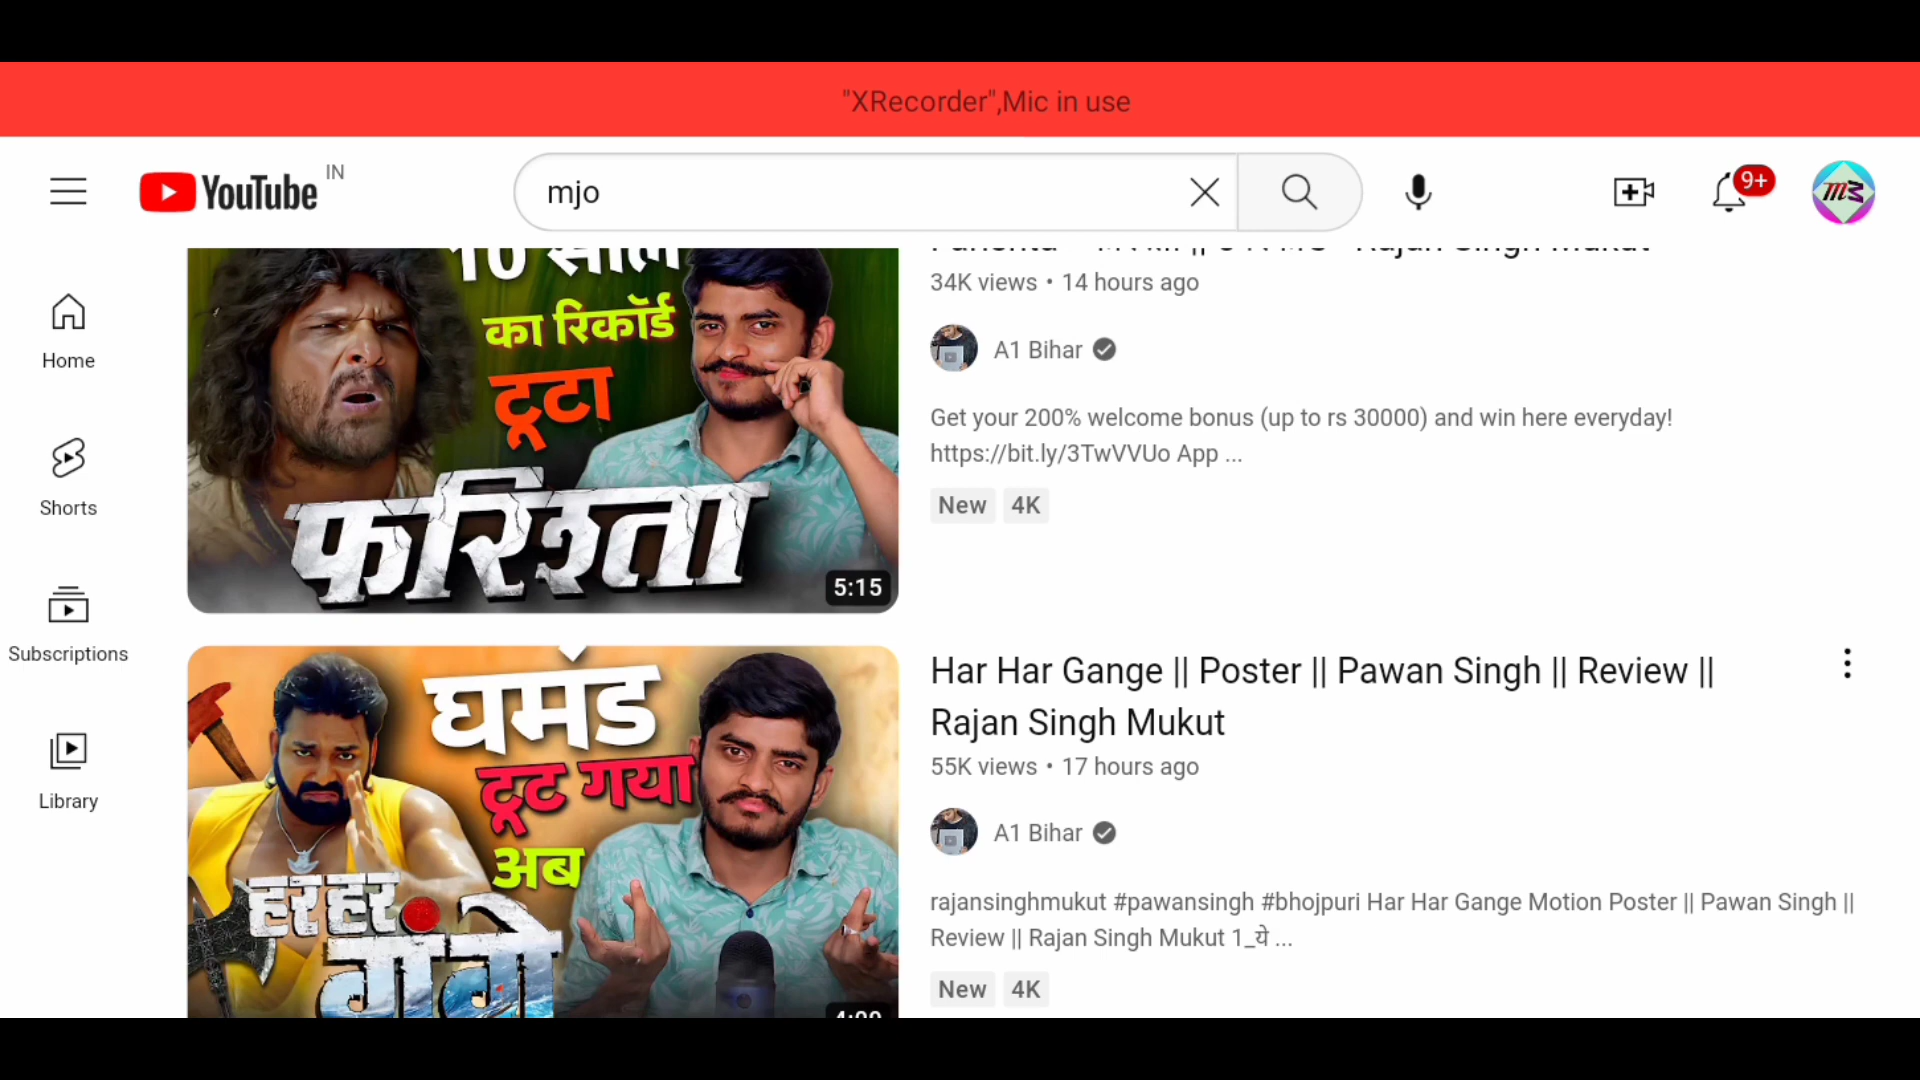 "XRecorder",Mic in use
YouTube IN
mjo
9+
Home
Shorts
Subscriptions
Library
10 साल
का रिकॉर्ड
टूटा
फरिश्ता
5:15
Rajan Singh Mukut
34K views • 14 hours ago
A1 Bihar
Get your 200% welcome bonus (up to rs 30000) and win here everyday!
https://bit.ly/3TwVVUo App ...
New 4K
घमंड
टूट गया
अब
हर हर
गंगे
Har Har Gange || Poster || Pawan Singh || Review ||
Rajan Singh Mukut
55K views • 17 hours ago
A1 Bihar
rajansinghmukut #pawansingh #bhojpuri Har Har Gange Motion Poster || Pawan Singh ||
Review || Rajan Singh Mukut 1_ये ...
New 4K